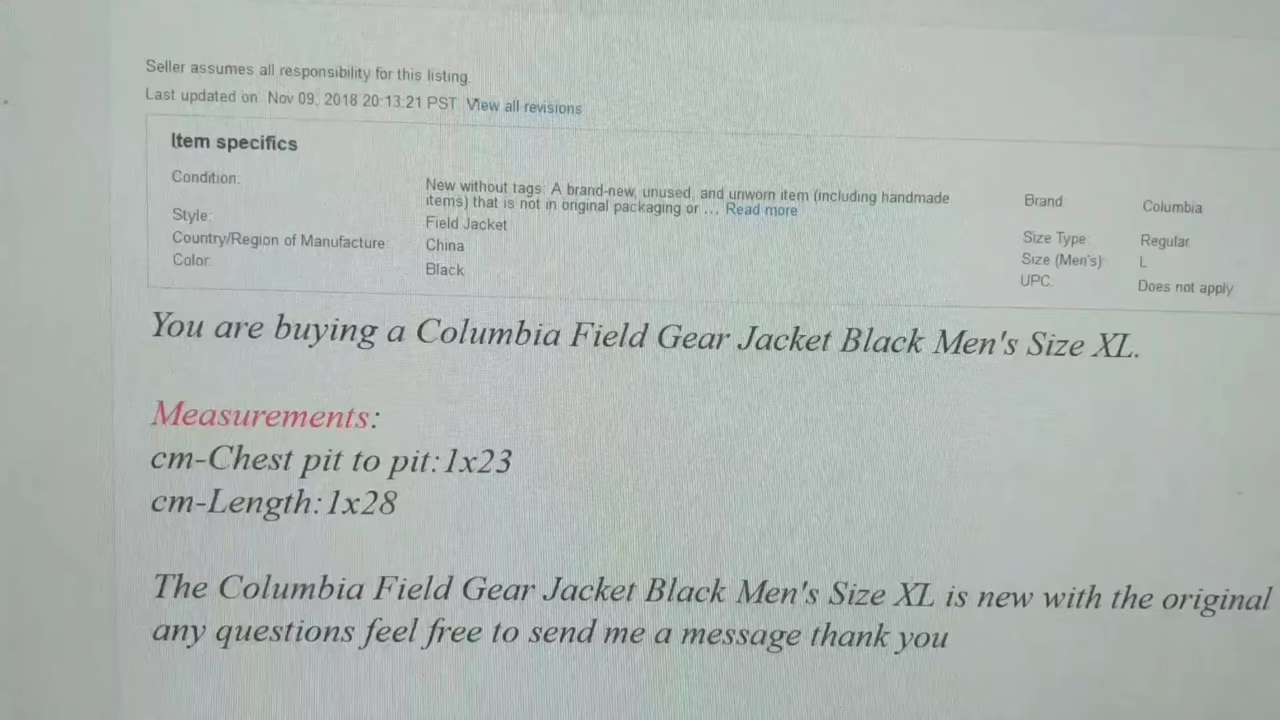 Seller assumes all responsibility for this listing.
Last updated on Nov 09, 2018 20:13:21 PST View all revisions
Item specifics
Condition: New without tags: A brand-new, unused, and unworn item (including handmade
items) that is not in original packaging or ... Read more
Brand Columbia
Style: Field Jacket
Size Type: Regular
Country/Region of Manufacture: China
Size (Men's): L
Color: Black
UPC: Does not apply
You are buying a Columbia Field Gear Jacket Black Men's Size XL.
Measurements:
cm-Chest pit to pit:1x23
cm-Length:1x28
The Columbia Field Gear Jacket Black Men's Size XL is new with the original
any questions feel free to send me a message thank you